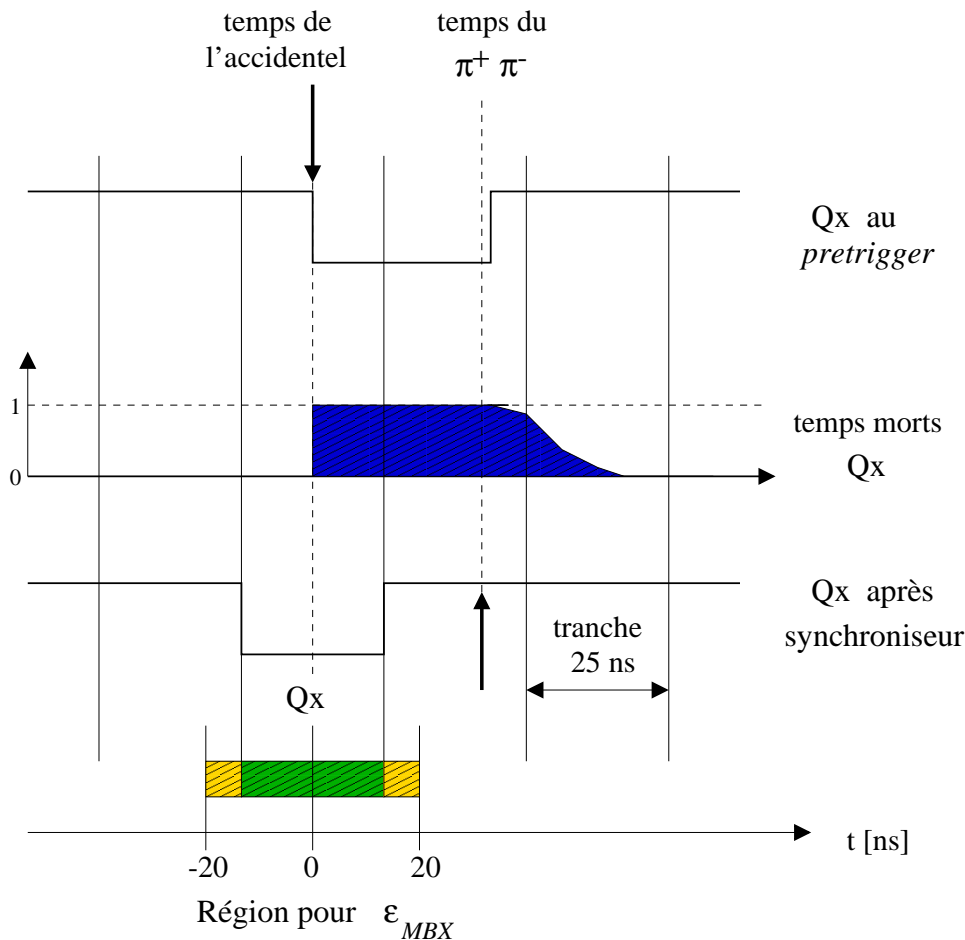 temps de
l'accidentel
temps du
π+ π-
Qx au
pretrigger
1
0
temps morts
Qx
Qx après
synchroniseur
tranche
25 ns
Qx
t [ns]
-20 0 20
Région pour εMBX